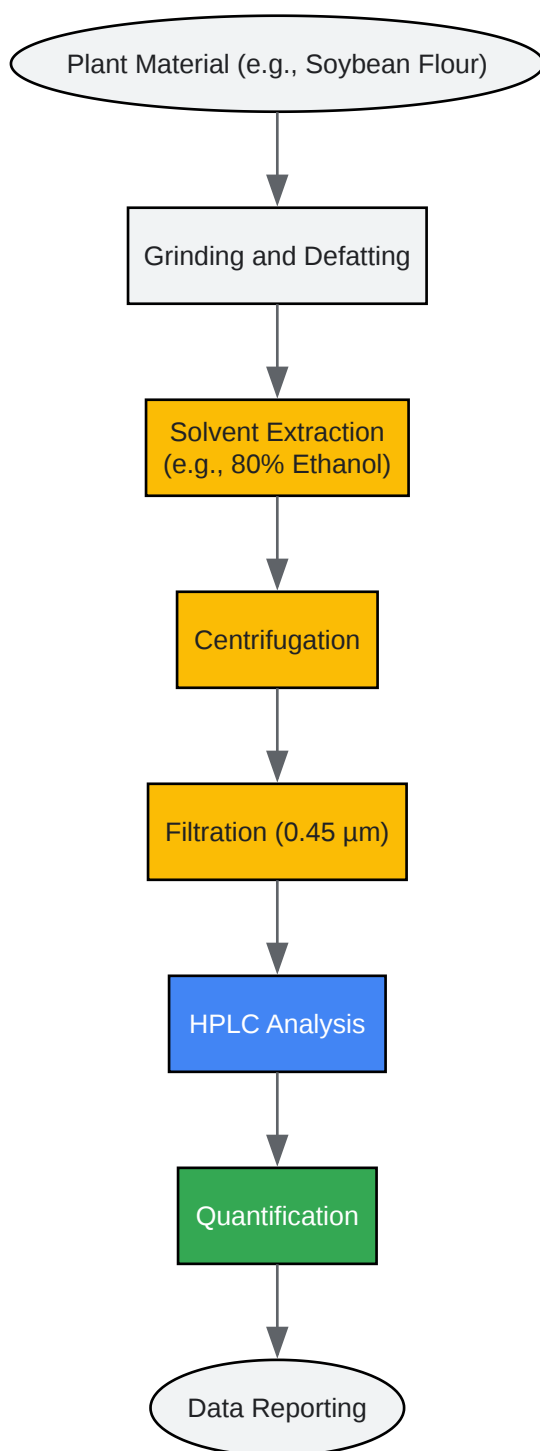 Plant Material (e.g., Soybean Flour)
Grinding and Defatting
Solvent Extraction
(e.g., 80% Ethanol)
Centrifugation
Filtration (0.45 µm)
HPLC Analysis
Quantification
Data Reporting